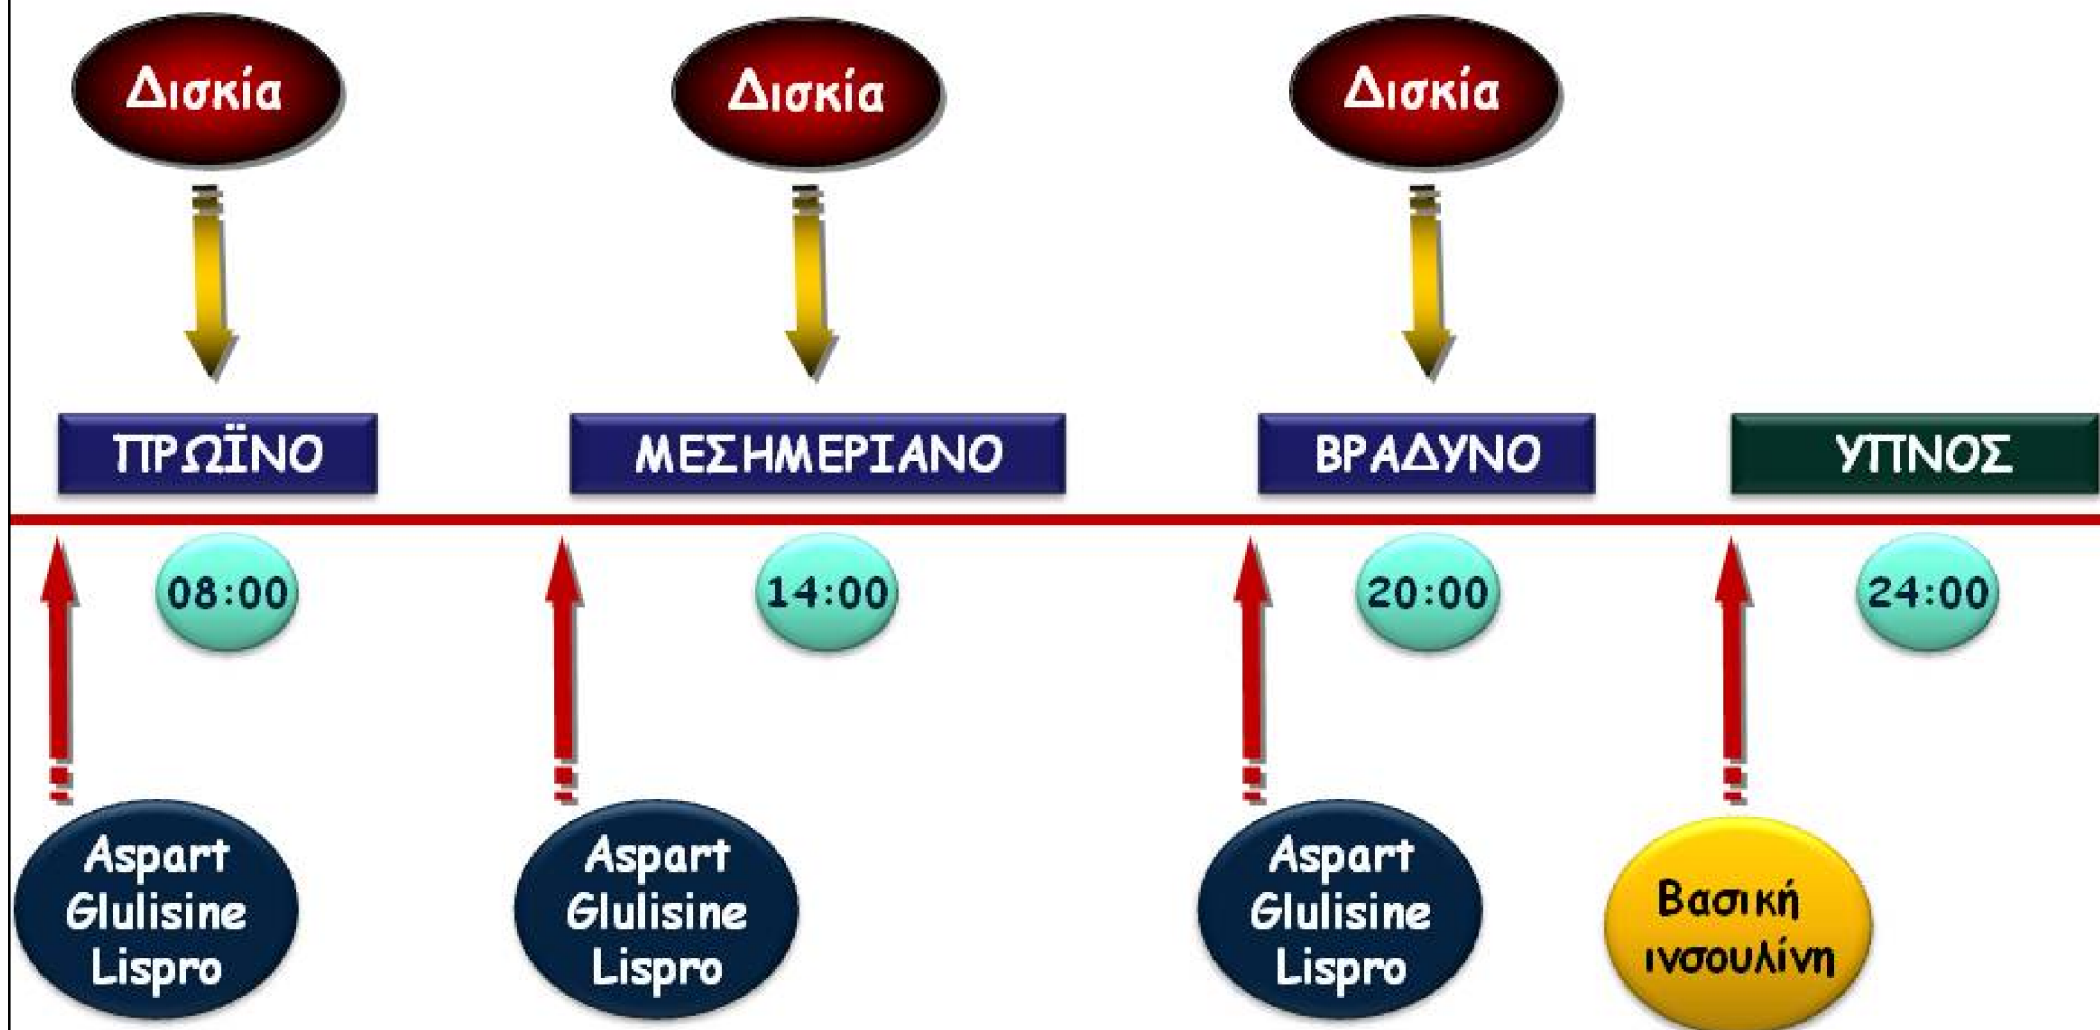 Δισκία
Δισκία
Δισκία
ΠΡΩΪΝΟ
ΜΕΣΗΜΕΡΙΑΝΟ
ΒΡΑΔΥΝΟ
ΥΠΝΟΣ
08:00
14:00
20:00
24:00
Aspart
Glulisine
Lispro
Aspart
Glulisine
Lispro
Aspart
Glulisine
Lispro
Βασική
ινσουλίνη